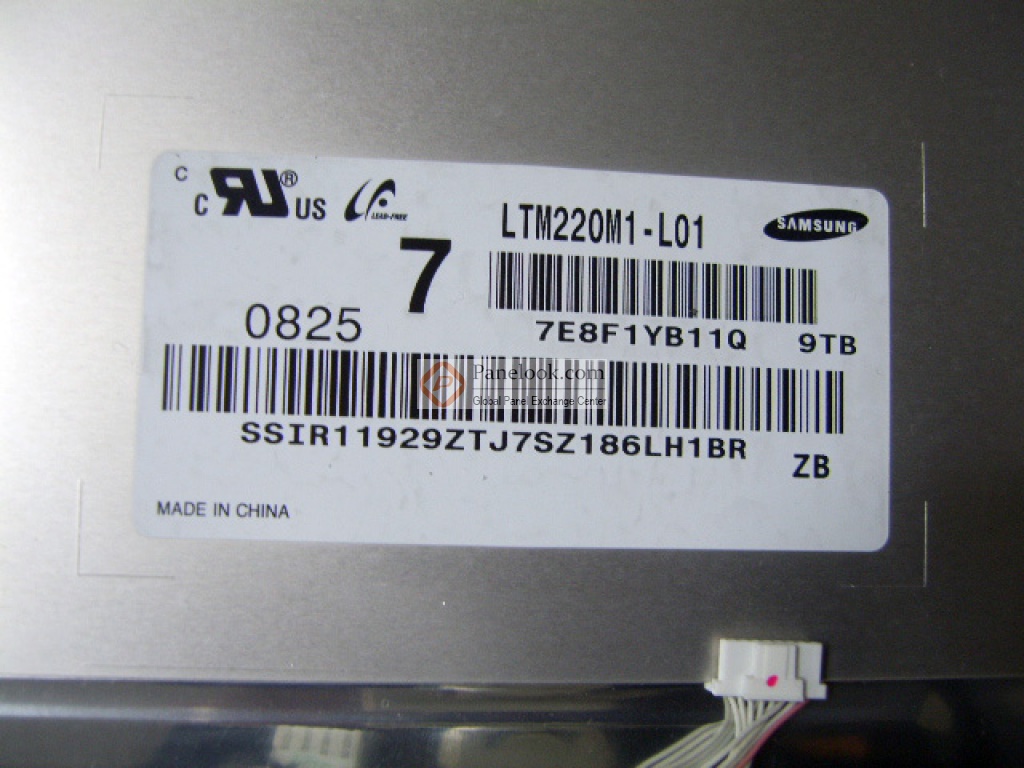 C
c RU® US
LEAD-FREE
LTM220M1-L01
SAMSUNG
7
0825
7E8F1YB11Q 9TB
Panelook.com
Global Panel Exchange Center
SSIR11929ZTJ7SZ186LH1BR
ZB
MADE IN CHINA